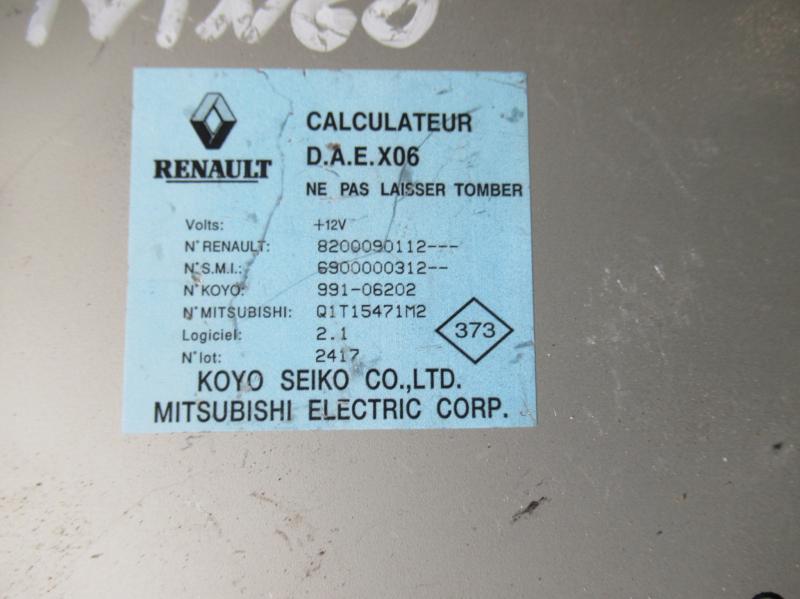 RENAULT
CALCULATEUR
D.A.E.X06
NE PAS LAISSER TOMBER
Volts: +12V
N°RENAULT: 8200090112---
N°S.M.I.: 6900000312--
N°KOYO: 991-06202
N°MITSUBISHI: Q1T15471M2
Logiciel: 2.1
N°lot: 2417
373
KOYO SEIKO CO.,LTD.
MITSUBISHI ELECTRIC CORP.